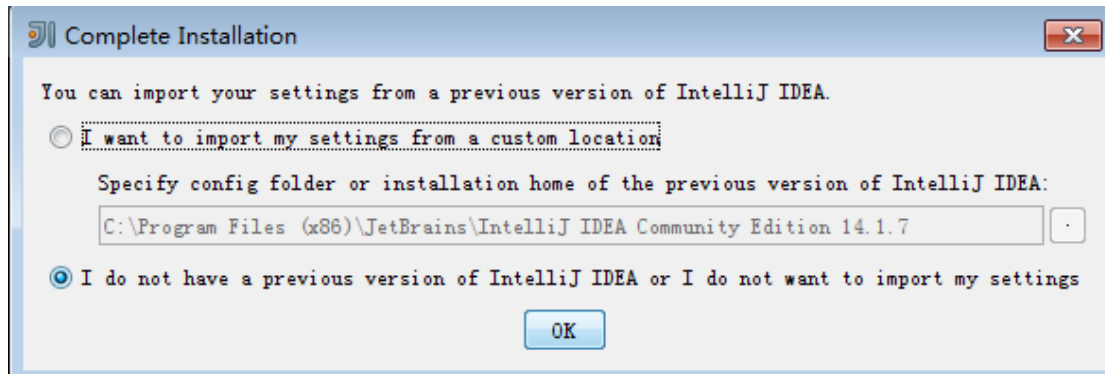 Complete Installation
You can import your settings from a previous version of IntelliJ IDEA.
I want to import my settings from a custom location
Specify config folder or installation home of the previous version of IntelliJ IDEA:
C:\Program Files (x86)\JetBrains\IntelliJ IDEA Community Edition 14.1.7
I do not have a previous version of IntelliJ IDEA or I do not want to import my settings
OK